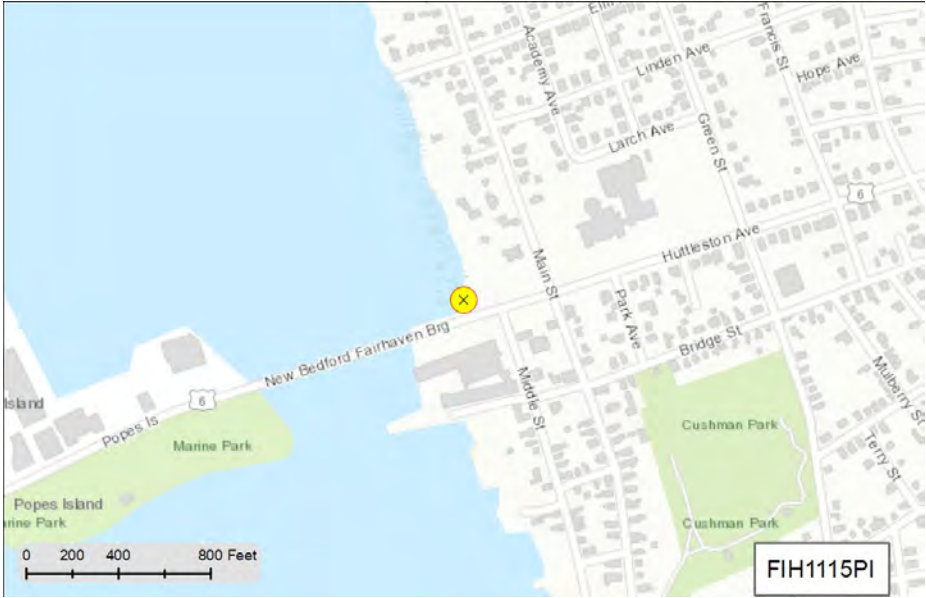 Elm
Academy Ave
Linden Ave
Francis St
Hope Ave
Larch Ave
Green St
6
Huttleston Ave
Main St
Park Ave
New Bedford Fairhaven Brg
Bridge St
Middle St
Island
6
Popes Is
Mulberry St
Marine Park
Cushman Park
Terry St
Popes Island
arine Park
Cushman Park
0 200 400 800 Feet
FIH1115PI